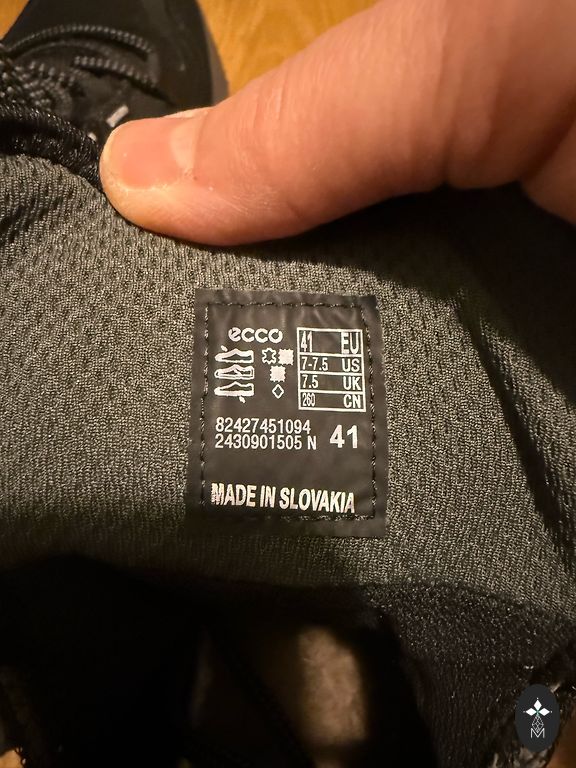 ecco
41 EU
7-7.5 US
7.5 UK
260 CN
82427451094
2430901505 N 41
MADE IN SLOVAKIA
M